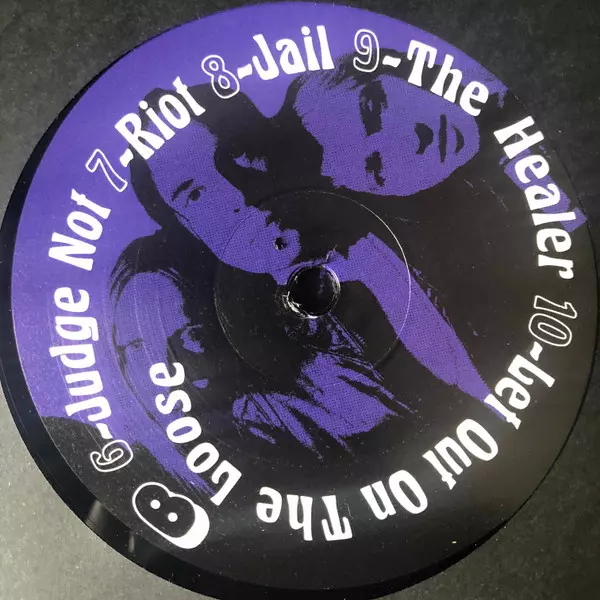 6-Judge Not 7-Riot 8-Jail 9-The Healer 10-Let Out On The Loose
B